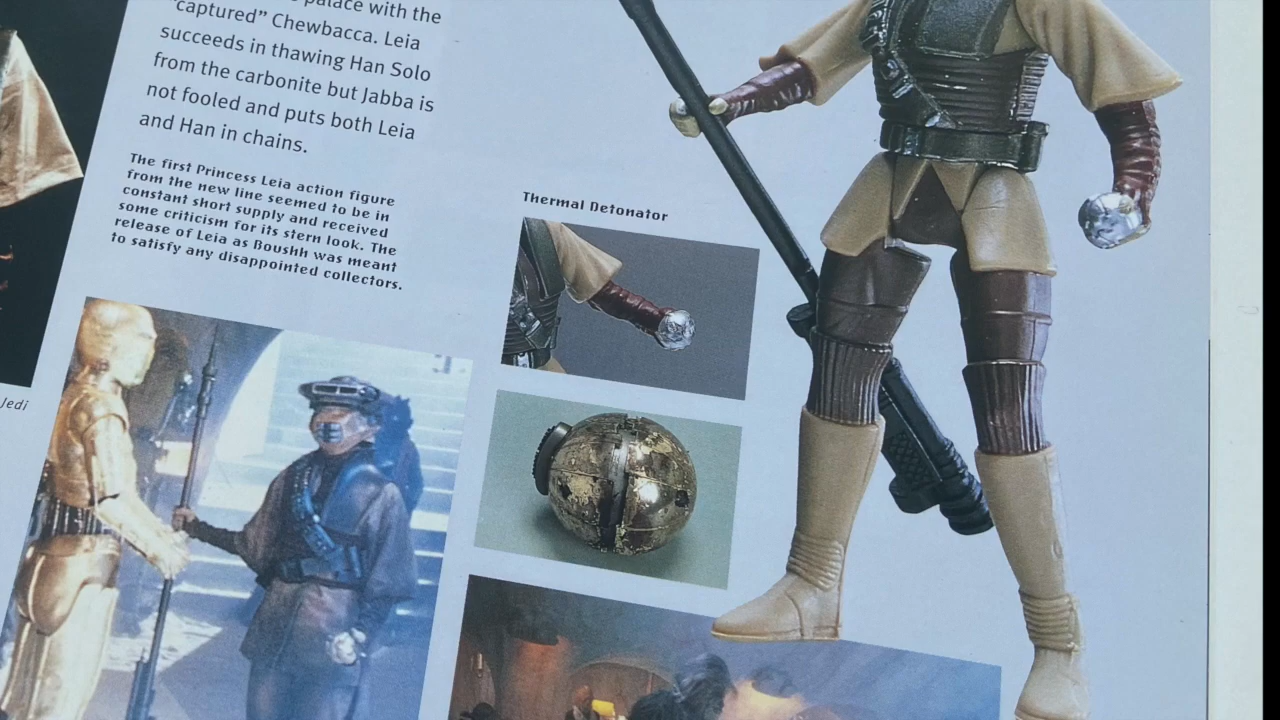 palace with the
"captured" Chewbacca. Leia
succeeds in thawing Han Solo
from the carbonite but Jabba is
not fooled and puts both Leia
and Han in chains.
The first Princess Leia action figure
from the new line seemed to be in
constant short supply and received
some criticism for its stern look. The
release of Leia as Boushh was meant
to satisfy any disappointed collectors.
Thermal Detonator
Jedi